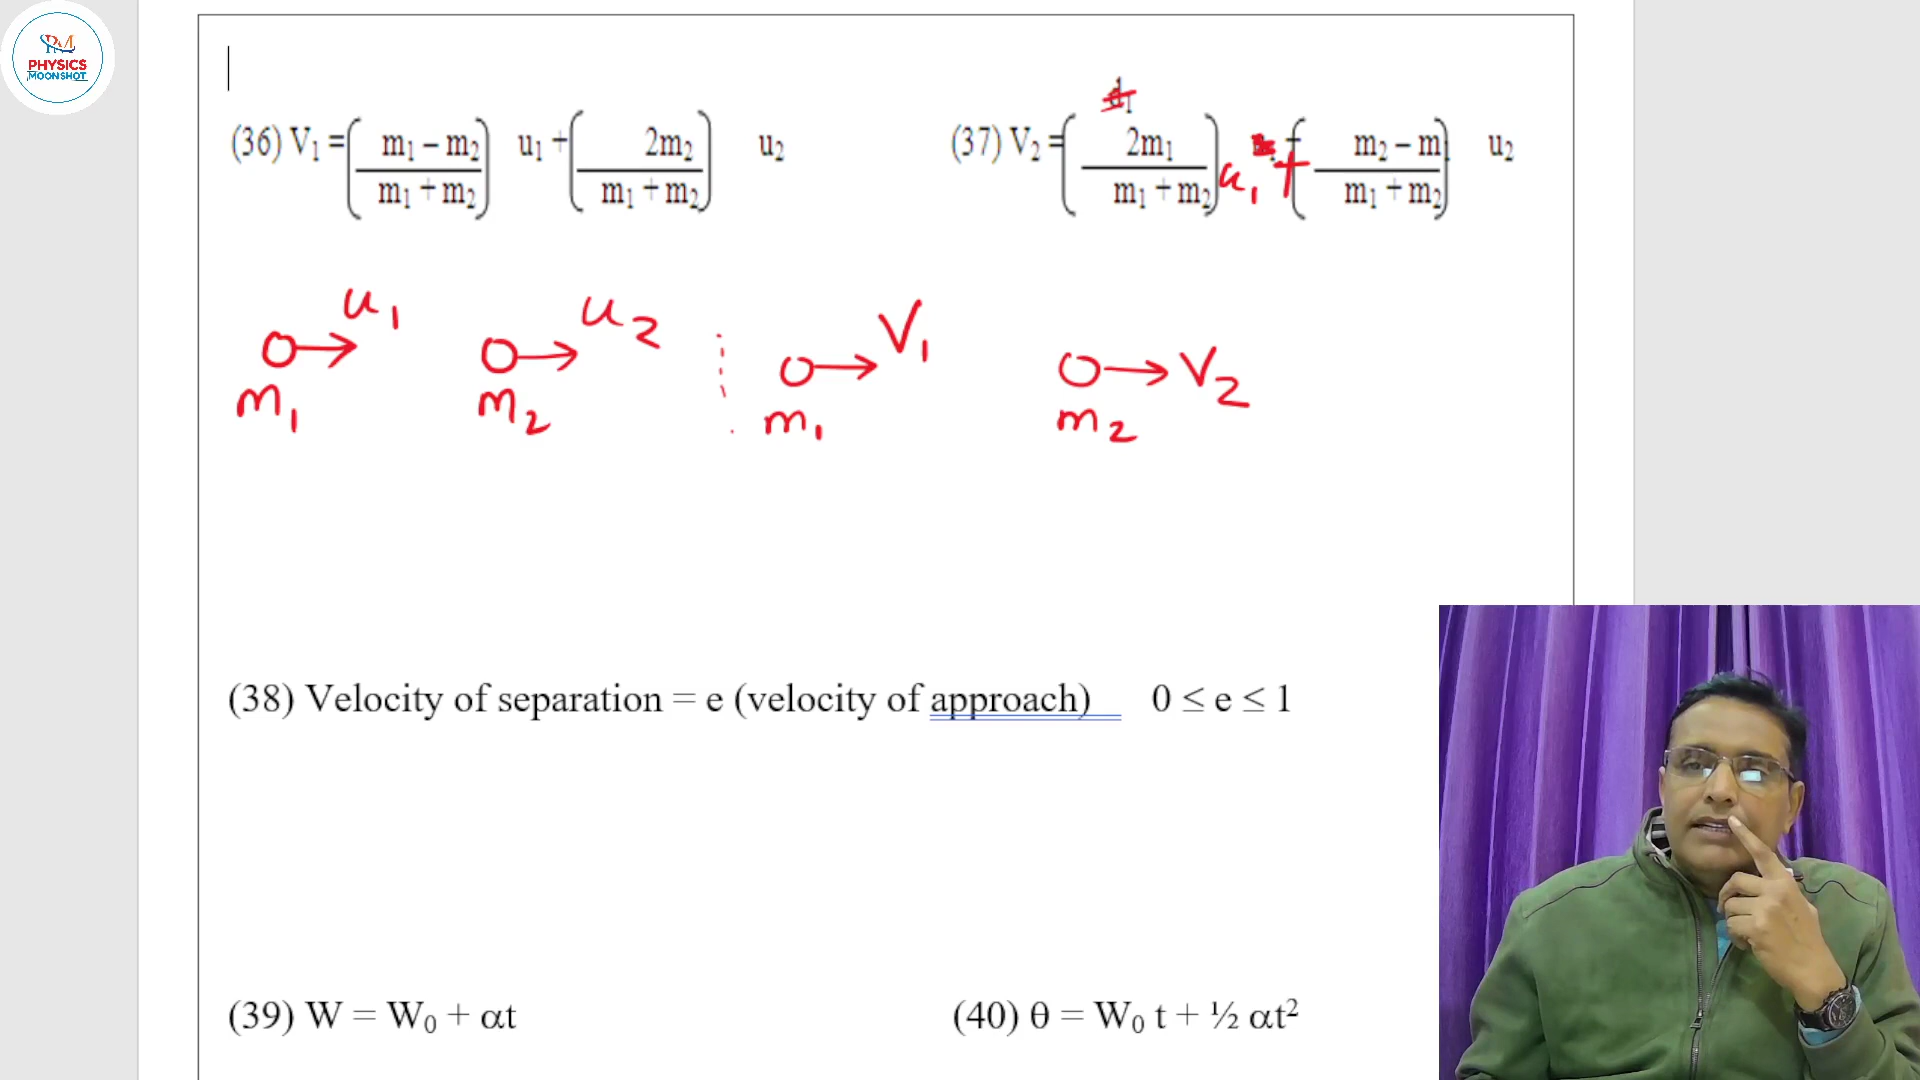 PHYSICS
MOONSHOT
(36) V₁ = ( m₁ − m₂ / m₁ + m₂ ) u₁ + ( 2m₂ / m₁ + m₂ ) u₂
(37) V₂ = ( 2m₁ / m₁ + m₂ ) u₁ + ( m₂ − m / m₁ + m₂ ) u₂
u₁ u₂ V₁ V₂
m₁ m₂ m₁ m₂
(38) Velocity of separation = e (velocity of approach) 0 ≤ e ≤ 1
(39) W = W₀ + αt
(40) θ = W₀ t + ½ αt²